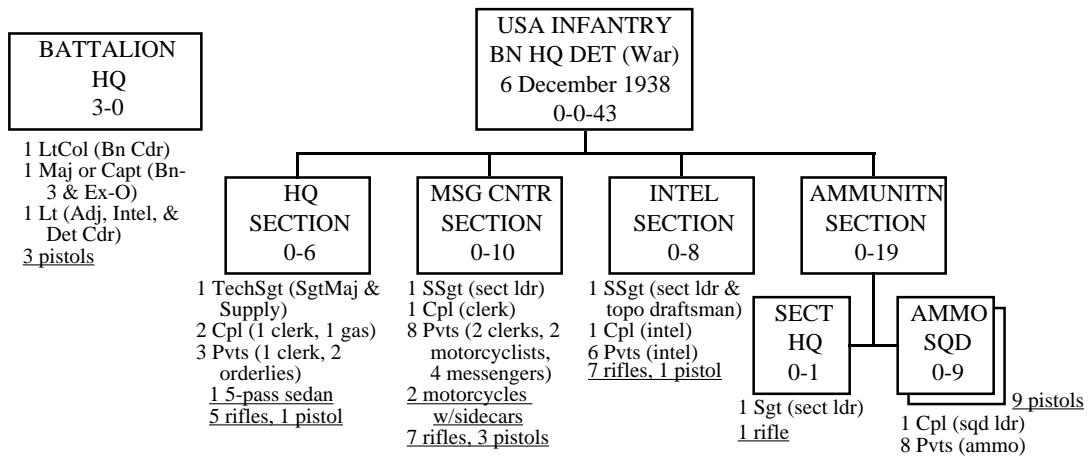 BATTALION
HQ
3-0
1 LtCol (Bn Cdr)
1 Maj or Capt (Bn-
3 & Ex-O)
1 Lt (Adj, Intel, &
Det Cdr)
3 pistols
USA INFANTRY
BN HQ DET (War)
6 December 1938
0-0-43
HQ
SECTION
0-6
1 TechSgt (SgtMaj &
Supply)
2 Cpl (1 clerk, 1 gas)
3 Pvts (1 clerk, 2
orderlies)
1 5-pass sedan
5 rifles, 1 pistol
MSG CNTR
SECTION
0-10
1 SSgt (sect ldr)
1 Cpl (clerk)
8 Pvts (2 clerks, 2
motorcyclists,
4 messengers)
2 motorcycles
w/sidecars
7 rifles, 3 pistols
INTEL
SECTION
0-8
1 SSgt (sect ldr &
topo draftsman)
1 Cpl (intel)
6 Pvts (intel)
7 rifles, 1 pistol
AMMUNITN
SECTION
0-19
SECT
HQ
0-1
1 Sgt (sect ldr)
1 rifle
AMMO
SQD
0-9
9 pistols
1 Cpl (sqd ldr)
8 Pvts (ammo)